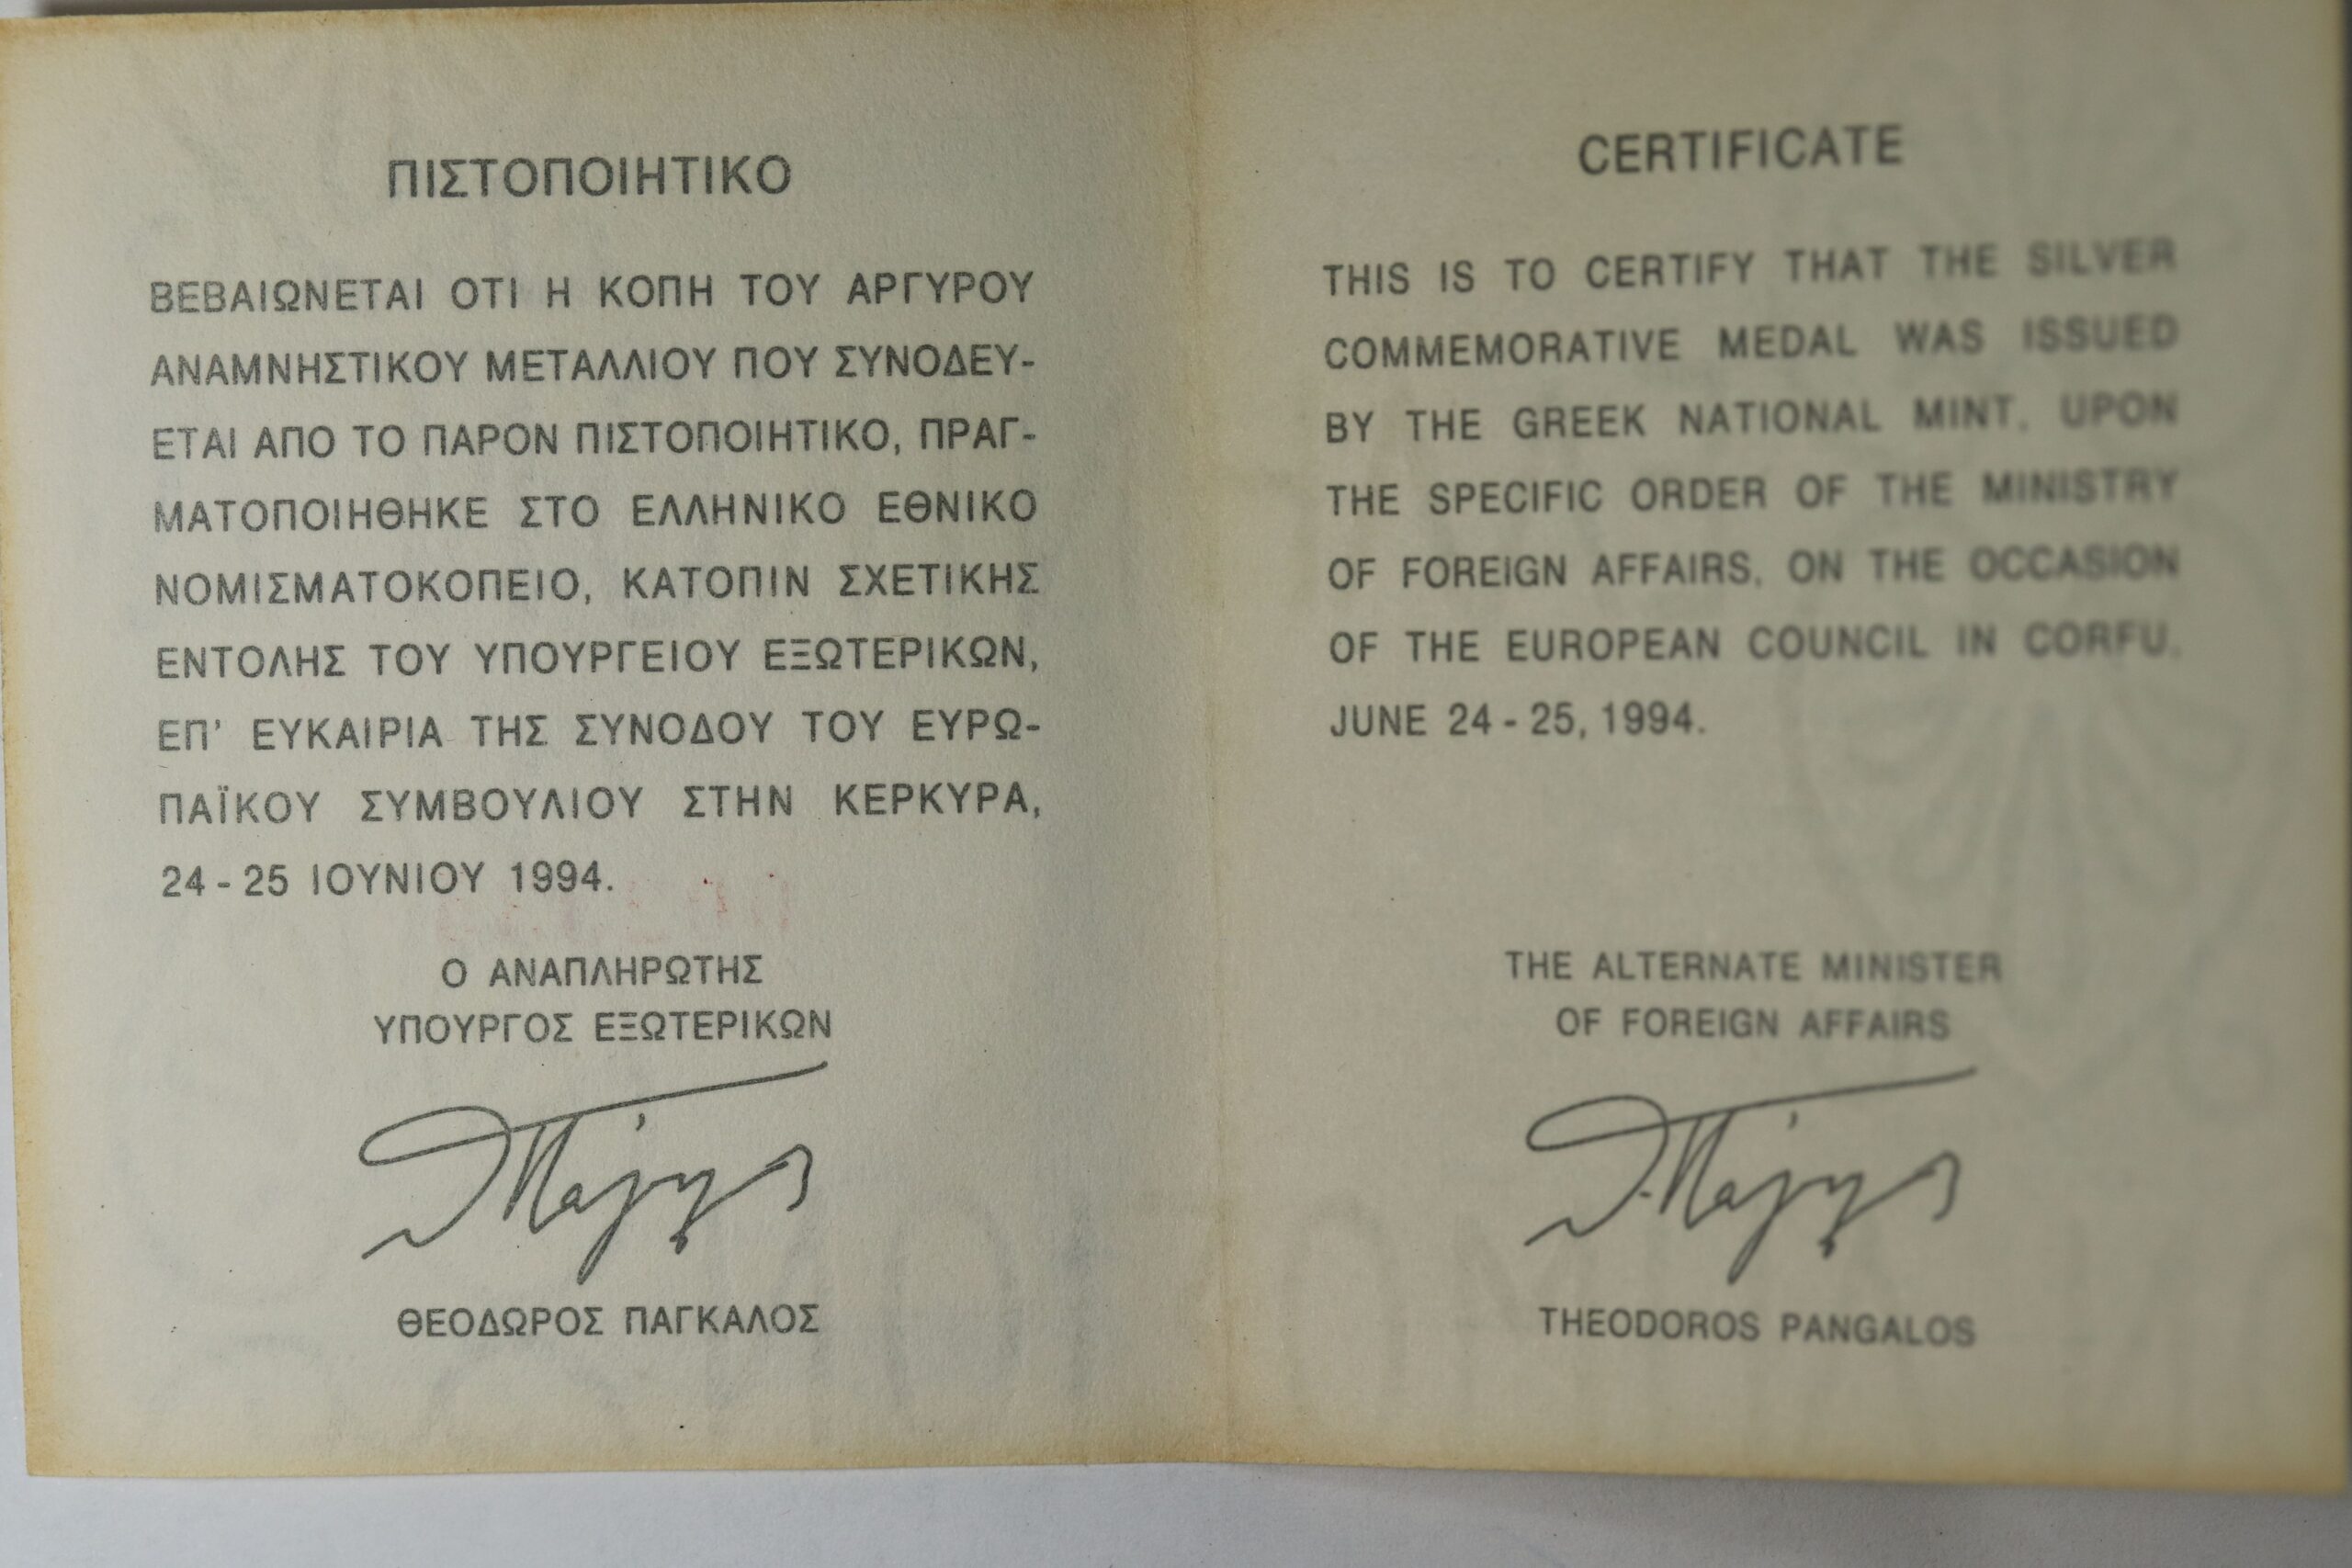 ΠΙΣΤΟΠΟΙΗΤΙΚΟ
ΒΕΒΑΙΩΝΕΤΑΙ ΟΤΙ Η ΚΟΠΗ ΤΟΥ ΑΡΓΥΡΟΥ
ΑΝΑΜΝΗΣΤΙΚΟΥ ΜΕΤΑΛΛΙΟΥ ΠΟΥ ΣΥΝΟΔΕΥ-
ΕΤΑΙ ΑΠΟ ΤΟ ΠΑΡΟΝ ΠΙΣΤΟΠΟΙΗΤΙΚΟ, ΠΡΑΓ-
ΜΑΤΟΠΟΙΗΘΗΚΕ ΣΤΟ ΕΛΛΗΝΙΚΟ ΕΘΝΙΚΟ
ΝΟΜΙΣΜΑΤΟΚΟΠΕΙΟ, ΚΑΤΟΠΙΝ ΣΧΕΤΙΚΗΣ
ΕΝΤΟΛΗΣ ΤΟΥ ΥΠΟΥΡΓΕΙΟΥ ΕΞΩΤΕΡΙΚΩΝ,
ΕΠ' ΕΥΚΑΙΡΙΑ ΤΗΣ ΣΥΝΟΔΟΥ ΤΟΥ ΕΥΡΩ-
ΠΑΪΚΟΥ ΣΥΜΒΟΥΛΙΟΥ ΣΤΗΝ ΚΕΡΚΥΡΑ,
24 - 25 ΙΟΥΝΙΟΥ 1994.
Ο ΑΝΑΠΛΗΡΩΤΗΣ
ΥΠΟΥΡΓΟΣ ΕΞΩΤΕΡΙΚΩΝ
ΘΕΟΔΩΡΟΣ ΠΑΓΚΑΛΟΣ
CERTIFICATE
THIS IS TO CERTIFY THAT THE SILVER
COMMEMORATIVE MEDAL WAS ISSUED
BY THE GREEK NATIONAL MINT, UPON
THE SPECIFIC ORDER OF THE MINISTRY
OF FOREIGN AFFAIRS, ON THE OCCASION
OF THE EUROPEAN COUNCIL IN CORFU,
JUNE 24 - 25, 1994.
THE ALTERNATE MINISTER
OF FOREIGN AFFAIRS
THEODOROS PANGALOS